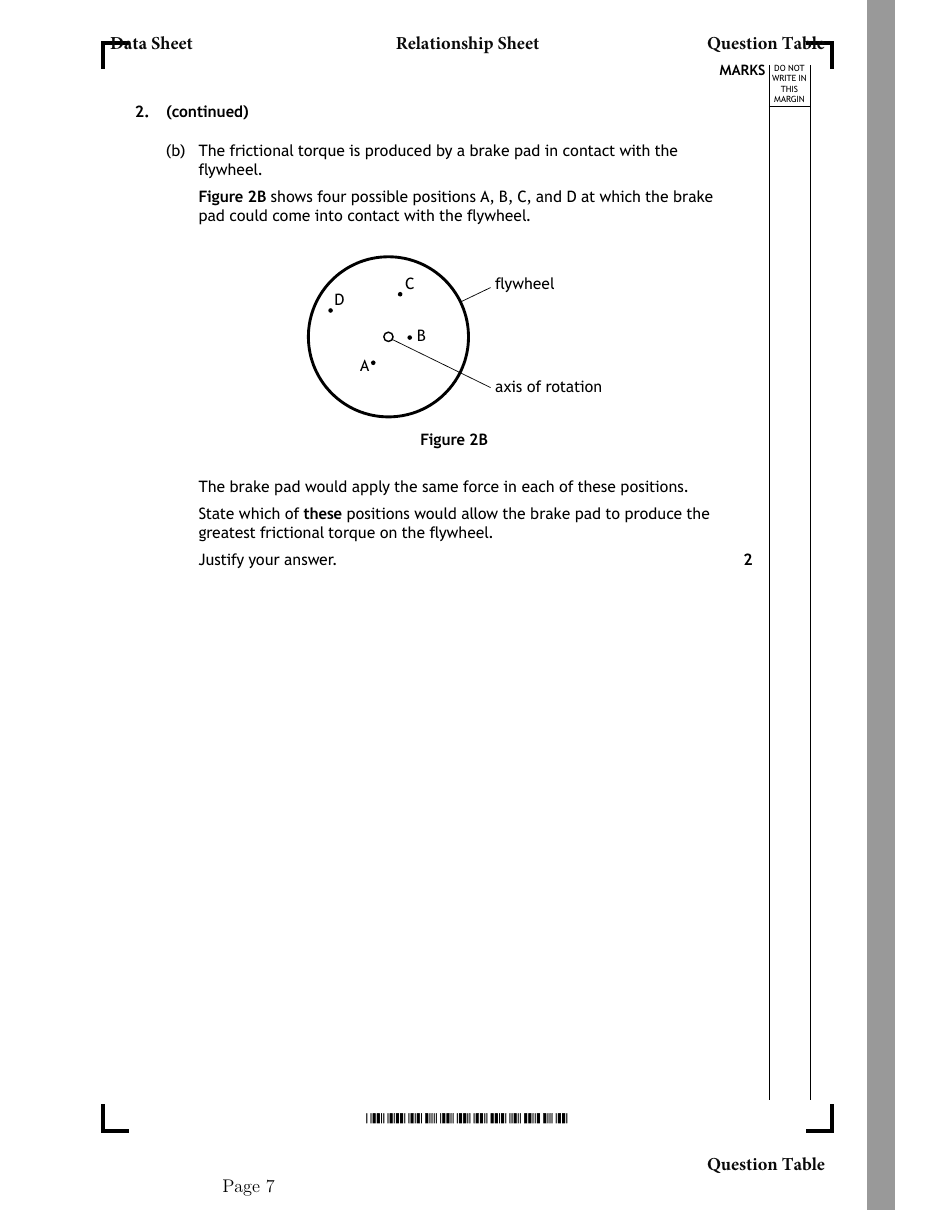 Data Sheet Relationship Sheet Question Table
MARKS
DO NOT
WRITE IN
THIS
MARGIN
2. (continued)
(b) The frictional torque is produced by a brake pad in contact with the
flywheel.
Figure 2B shows four possible positions A, B, C, and D at which the brake
pad could come into contact with the flywheel.
C
flywheel
D
B
A
axis of rotation
Figure 2B
The brake pad would apply the same force in each of these positions.
State which of these positions would allow the brake pad to produce the
greatest frictional torque on the flywheel.
Justify your answer. 2
Question Table
Page 7